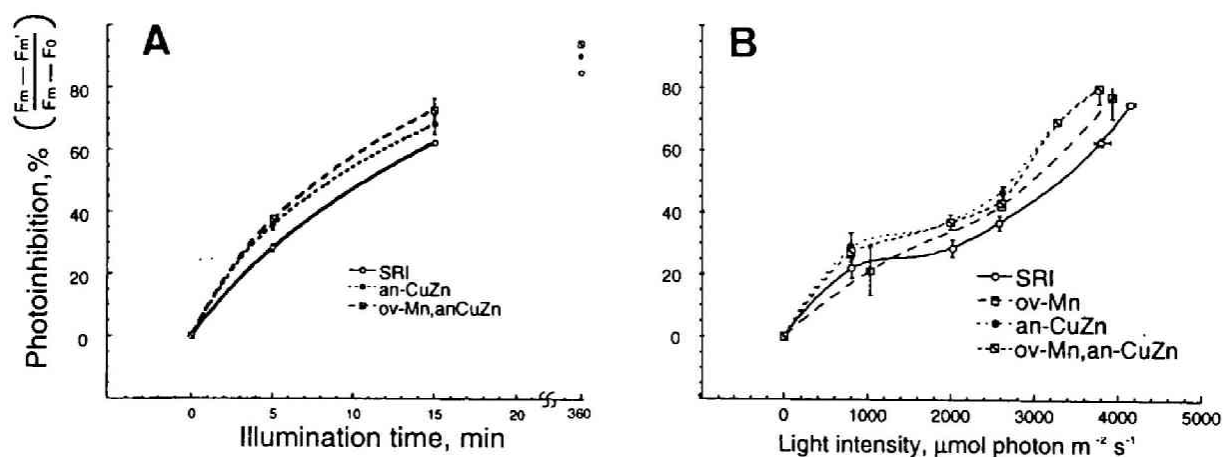 A
Photoinhibition, % (Fm — Fm' / Fm — F0)
80
60
40
20
0
SRI
an-CuZn
ov-Mn,anCuZn
0 5 10 15 20 360
Illumination time, min
B
80
60
40
20
0
SRI
ov-Mn
an-CuZn
ov-Mn,an-CuZn
0 1000 2000 3000 4000 5000
Light intensity, μmol photon m⁻² s⁻¹